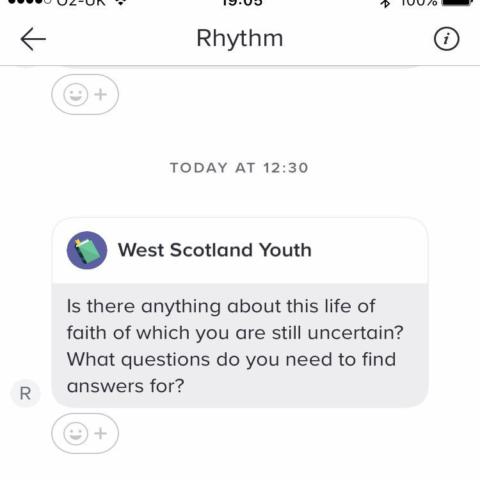 O2-UK 19:05 100%
Rhythm
TODAY AT 12:30
West Scotland Youth
Is there anything about this life of
faith of which you are still uncertain?
What questions do you need to find
answers for?
R